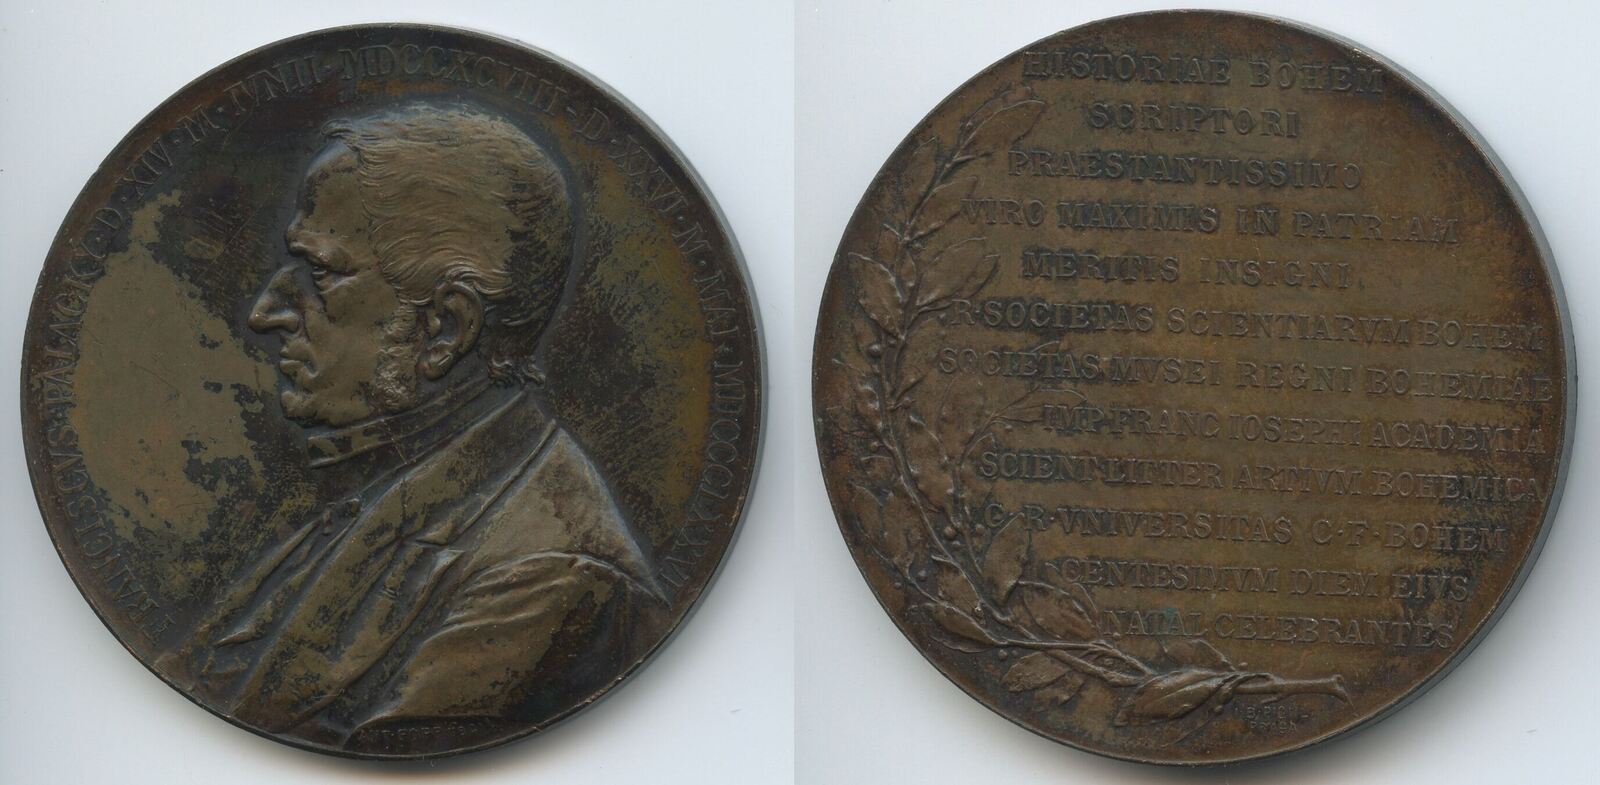 FRANCISCVS·PALACKY·D·XIV·M·IVNII·MDCCXCVIII-D·XXVI·M·MAI·MDCCCLXXVI
HISTORIAE BOHEM
SCRIPTORI
PRAESTANTISSIMO
VIRO MAXIMIS IN PATRIAM
MERITIS INSIGNI
R·SOCIETAS SCIENTIARVM BOHEM
SOCIETAS MVSEI REGNI BOHEMIAE
IMP·FRANC IOSEPHI ACADEMIA
SCIENT·LITTER ARTIVM BOHEMICA
C·R·VNIVERSITAS C·F·BOHEM
CENTESIMVM DIEM EIVS
NATAL CELEBRANTES